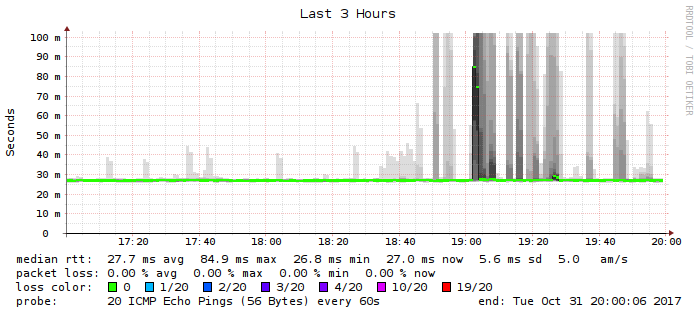 Last 3 Hours
RRDTOOL / TOBI OETIKER
Seconds
100 m
90 m
80 m
70 m
60 m
50 m
40 m
30 m
20 m
10 m
0
17:20 17:40 18:00 18:20 18:40 19:00 19:20 19:40 20:00
median rtt: 27.7 ms avg 84.9 ms max 26.8 ms min 27.0 ms now 5.6 ms sd 5.0 am/s
packet loss: 0.00 % avg 0.00 % max 0.00 % min 0.00 % now
loss color: 0 1/20 2/20 3/20 4/20 10/20 19/20
probe: 20 ICMP Echo Pings (56 Bytes) every 60s end: Tue Oct 31 20:00:06 2017